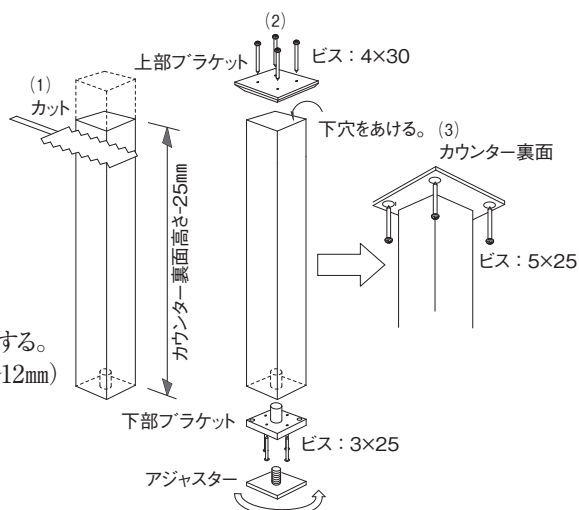 (1)
カット
カウンター裏面高さ-25mm
する。
12mm)
(2)
上部ブラケット
ビス：4×30
下穴をあける。
下部ブラケット
ビス：3×25
アジャスター
(3)
カウンター裏面
ビス：5×25